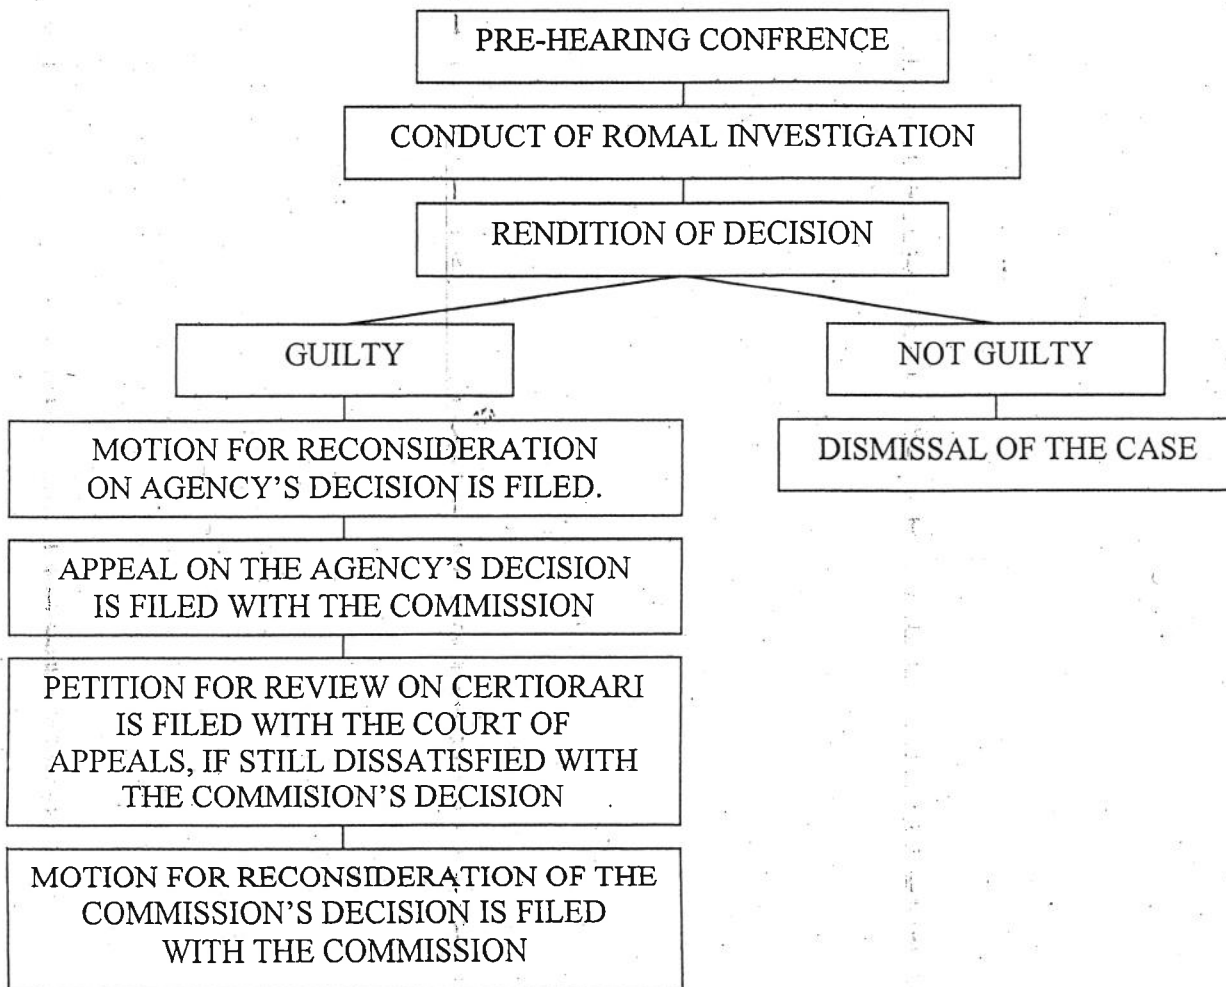 PRE-HEARING CONFRENCE
CONDUCT OF ROMAL INVESTIGATION
RENDITION OF DECISION
GUILTY
NOT GUILTY
MOTION FOR RECONSIDERATION
ON AGENCY'S DECISION IS FILED.
DISMISSAL OF THE CASE
APPEAL ON THE AGENCY'S DECISION
IS FILED WITH THE COMMISSION
PETITION FOR REVIEW ON CERTIORARI
IS FILED WITH THE COURT OF
APPEALS, IF STILL DISSATISFIED WITH
THE COMMISION'S DECISION
MOTION FOR RECONSIDERATION OF THE
COMMISSION'S DECISION IS FILED
WITH THE COMMISSION